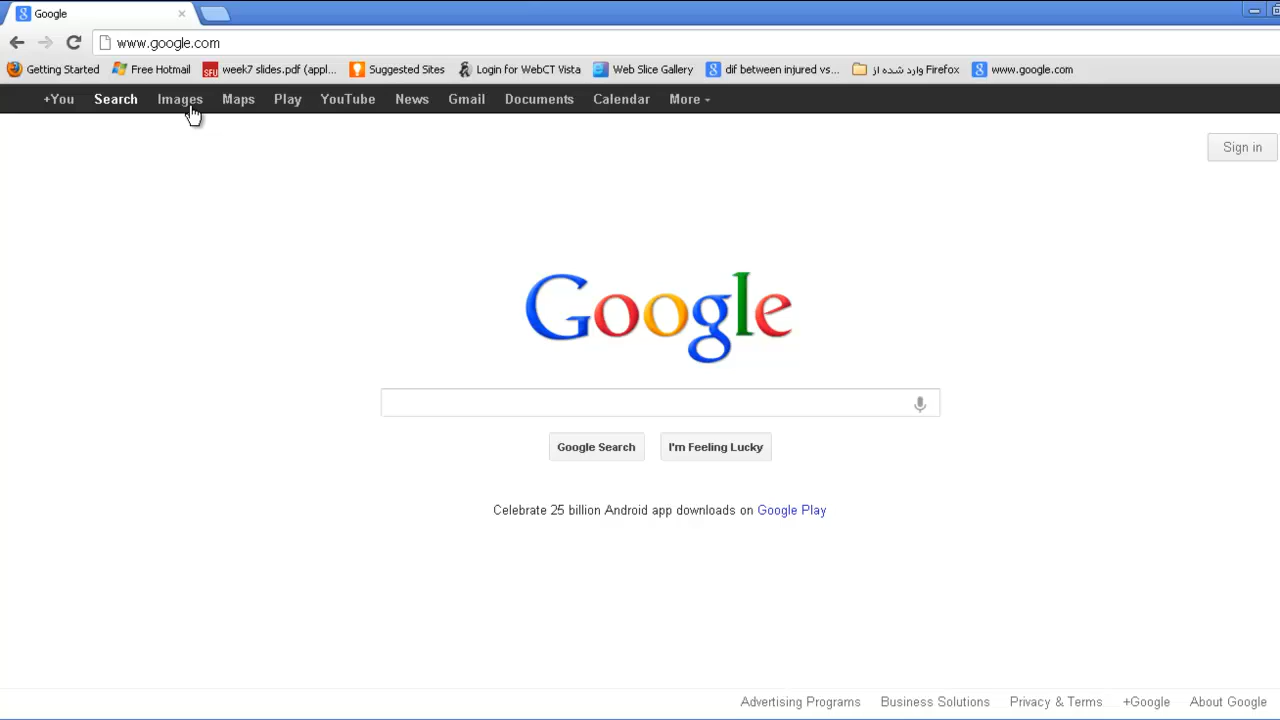 Google
www.google.com
Getting Started Free Hotmail week7 slides.pdf (appl... Suggested Sites Login for WebCT Vista Web Slice Gallery dif between injured vs... وارد شده از Firefox www.google.com
+You Search Images Maps Play YouTube News Gmail Documents Calendar More
Sign in
Google
Google Search I'm Feeling Lucky
Celebrate 25 billion Android app downloads on Google Play
Advertising Programs Business Solutions Privacy & Terms +Google About Google